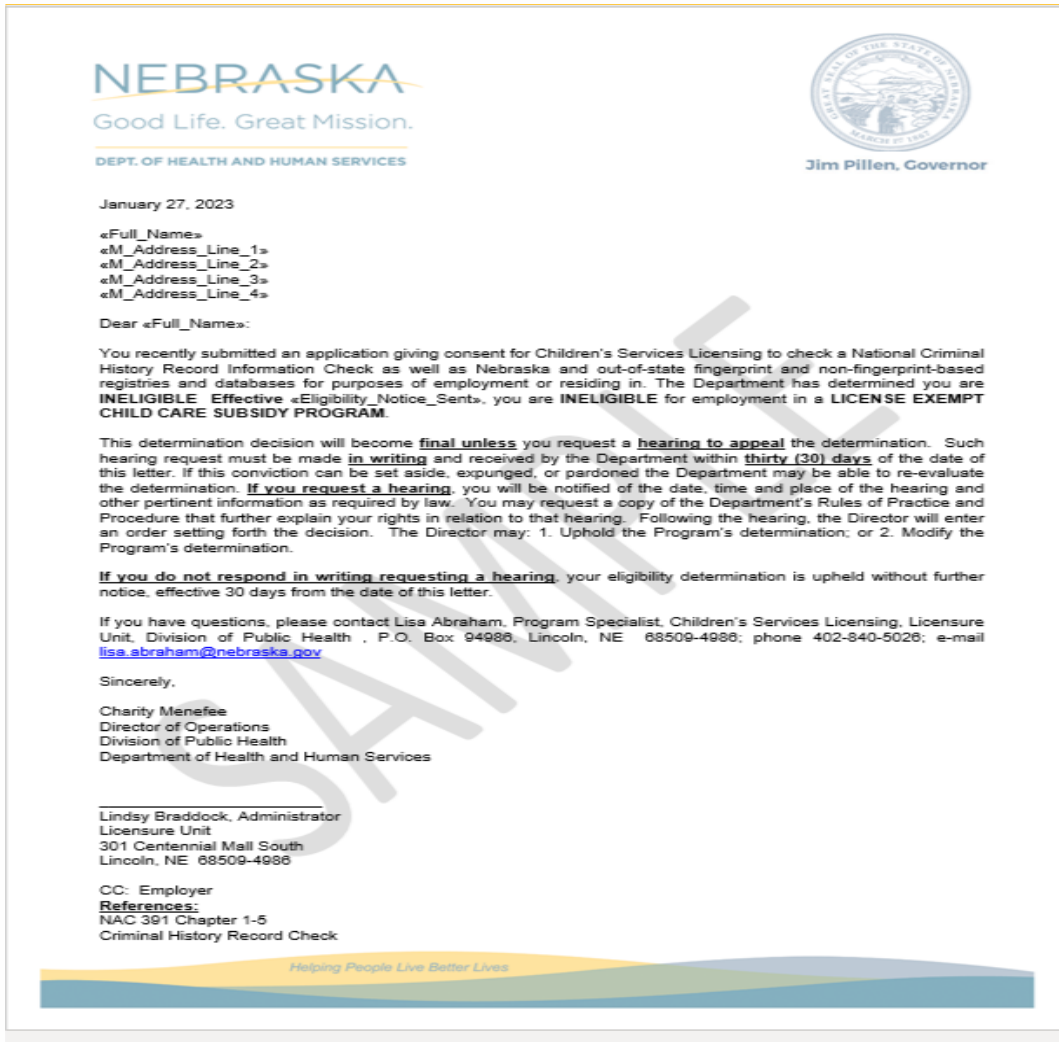 NEBRASKA
Good Life. Great Mission.
DEPT. OF HEALTH AND HUMAN SERVICES
GREAT SEAL OF THE STATE OF NEBRASKA
MARCH 1ST 1867
Jim Pillen, Governor
January 27, 2023
«Full_Name»
«M_Address_Line_1»
«M_Address_Line_2»
«M_Address_Line_3»
«M_Address_Line_4»
Dear «Full_Name»:
You recently submitted an application giving consent for Children's Services Licensing to check a National Criminal
History Record Information Check as well as Nebraska and out-of-state fingerprint and non-fingerprint-based
registries and databases for purposes of employment or residing in. The Department has determined you are
INELIGIBLE Effective «Eligibility_Notice_Sent», you are INELIGIBLE for employment in a LICENSE EXEMPT
CHILD CARE SUBSIDY PROGRAM.
This determination decision will become final unless you request a hearing to appeal the determination. Such
hearing request must be made in writing and received by the Department within thirty (30) days of the date of
this letter. If this conviction can be set aside, expunged, or pardoned the Department may be able to re-evaluate
the determination. If you request a hearing, you will be notified of the date, time and place of the hearing and
other pertinent information as required by law. You may request a copy of the Department's Rules of Practice and
Procedure that further explain your rights in relation to that hearing. Following the hearing, the Director will enter
an order setting forth the decision. The Director may: 1. Uphold the Program's determination; or 2. Modify the
Program's determination.
If you do not respond in writing requesting a hearing, your eligibility determination is upheld without further
notice, effective 30 days from the date of this letter.
If you have questions, please contact Lisa Abraham, Program Specialist, Children's Services Licensing, Licensure
Unit, Division of Public Health , P.O. Box 94986, Lincoln, NE 68509-4986; phone 402-840-5026; e-mail
lisa.abraham@nebraska.gov
Sincerely,
Charity Menefee
Director of Operations
Division of Public Health
Department of Health and Human Services
Lindsy Braddock, Administrator
Licensure Unit
301 Centennial Mall South
Lincoln, NE 68509-4986
CC: Employer
References:
NAC 391 Chapter 1-5
Criminal History Record Check
Helping People Live Better Lives
SAMPLE